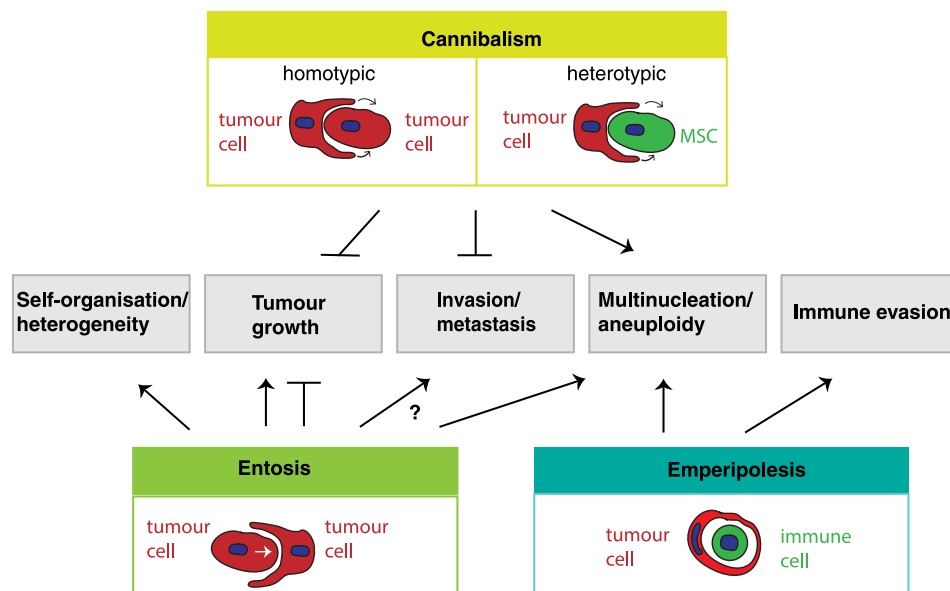 Cannibalism
homotypic
heterotypic
tumour
cell
tumour
cell
tumour
cell
MSC
Self-organisation/
heterogeneity
Tumour
growth
Invasion/
metastasis
Multinucleation/
aneuploidy
Immune evasion
?
Entosis
tumour
cell
tumour
cell
Emperipolesis
tumour
cell
immune
cell